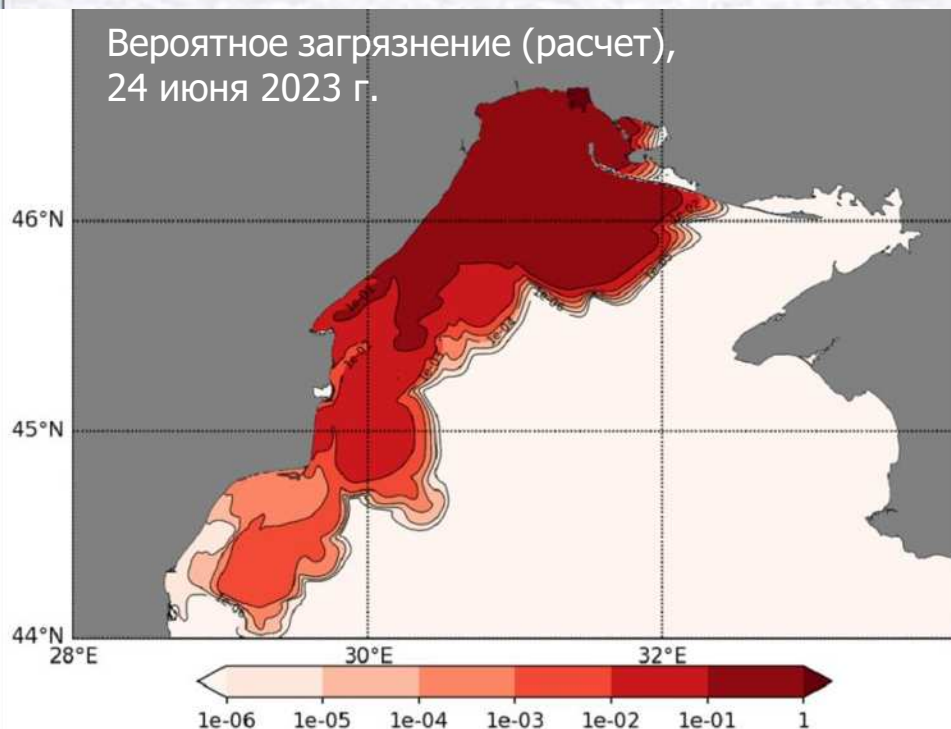 Вероятное загрязнение (расчет),
24 июня 2023 г.
46°N
45°N
44°N
28°E 30°E 32°E
1e-06 1e-05 1e-04 1e-03 1e-02 1e-01 1